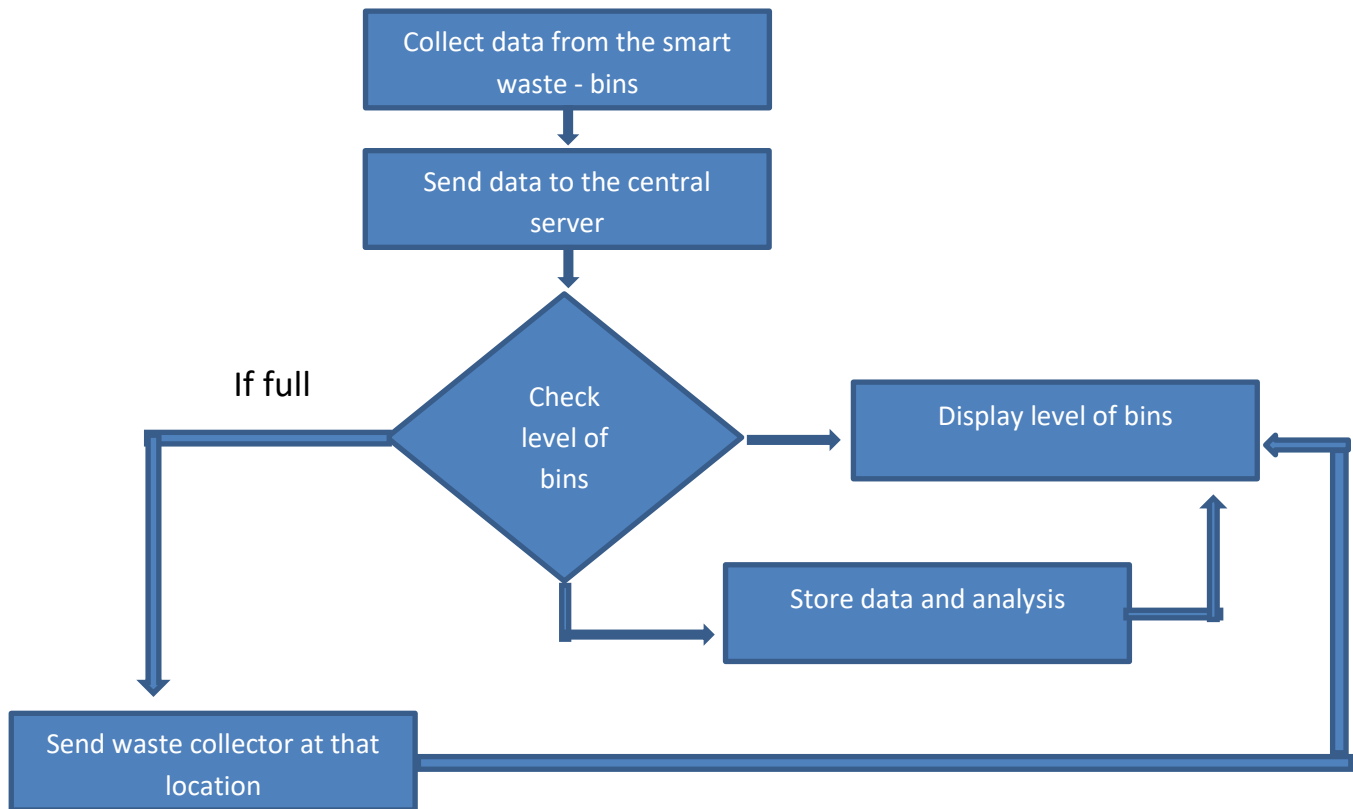 Collect data from the smart
waste - bins
Send data to the central
server
If full
Check
level of
bins
Display level of bins
Store data and analysis
Send waste collector at that
location